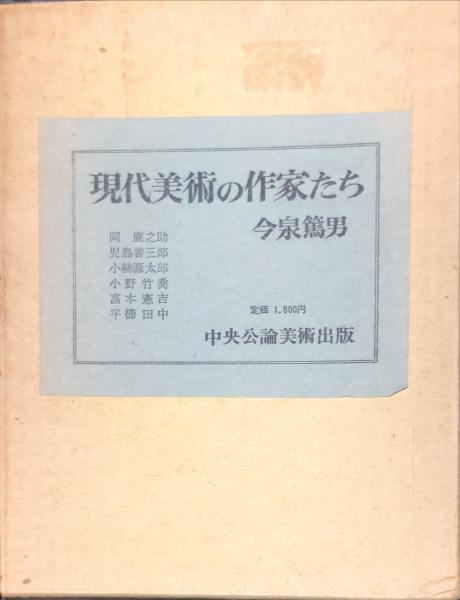 現代美術の作家たち
今泉篤男
岡 鹿之助
児島善三郎
小絲源太郎
小野竹喬
富本憲吉
平櫛田中
定価 1,800円
中央公論美術出版